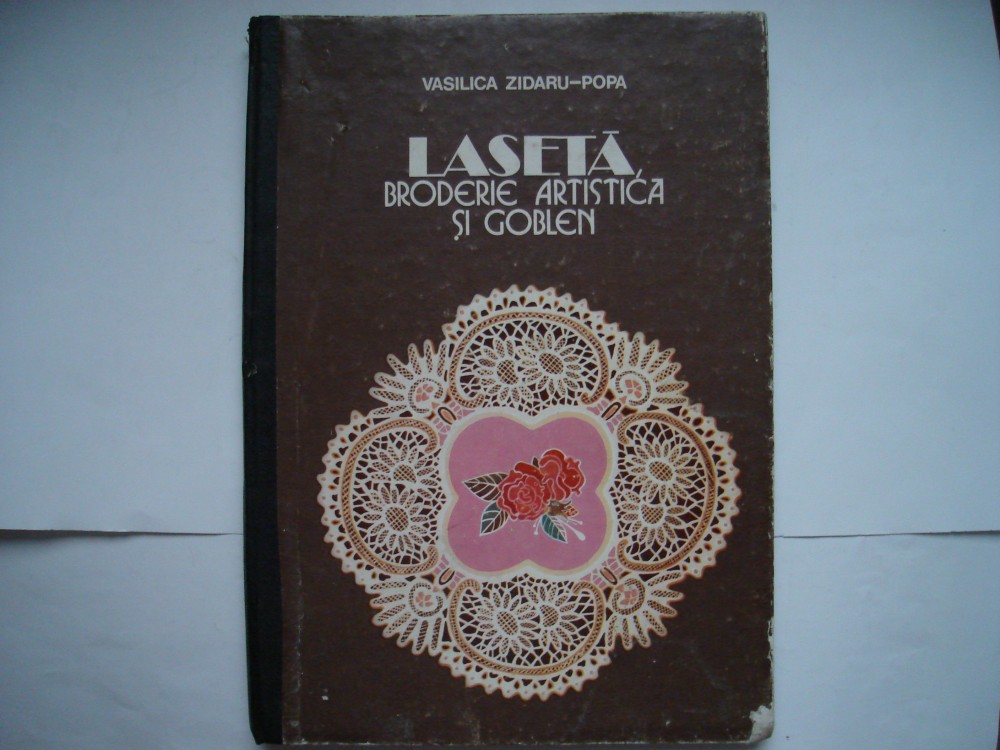 VASILICA ZIDARU-POPA
LASETĂ,
BRODERIE ARTISTICĂ
ȘI GOBLEN